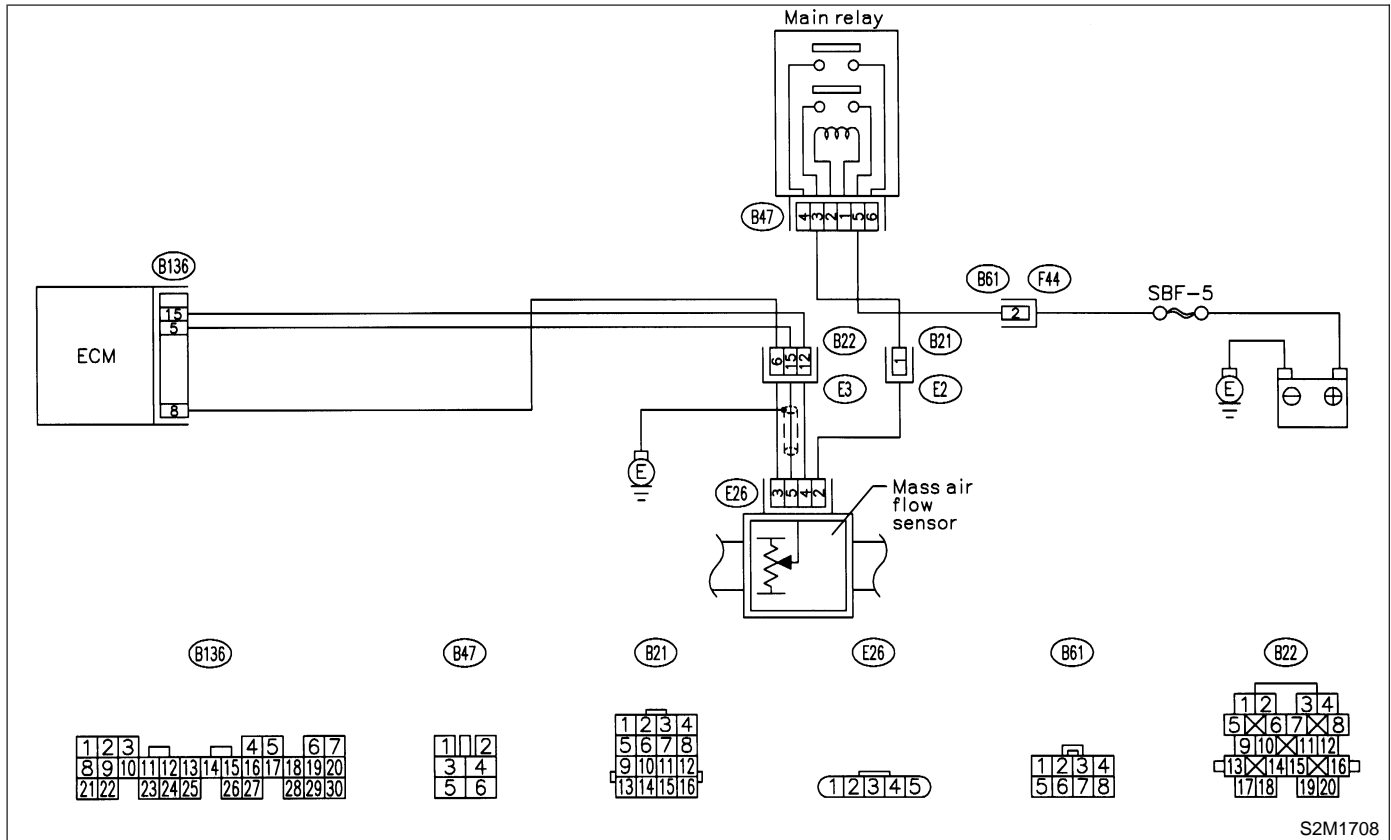 Main relay
B47
4 3 2 1 5 6
B136
15
5
ECM
8
B61 F44
2
SBF-5
B22 B21
6 15 12
1
E3 E2
E
E
E26
3 5 4 2
Mass air
flow
sensor
B136
1 2 3 4 5 6 7
8 9 10 11 12 13 14 15 16 17 18 19 20
21 22 23 24 25 26 27 28 29 30
B47
1 2
3 4
5 6
B21
1 2 3 4
5 6 7 8
9 10 11 12
13 14 15 16
E26
1 2 3 4 5
B61
1 2 3 4
5 6 7 8
B22
1 2 3 4
5 6 7 8
9 10 11 12
13 14 15 16
17 18 19 20
S2M1708